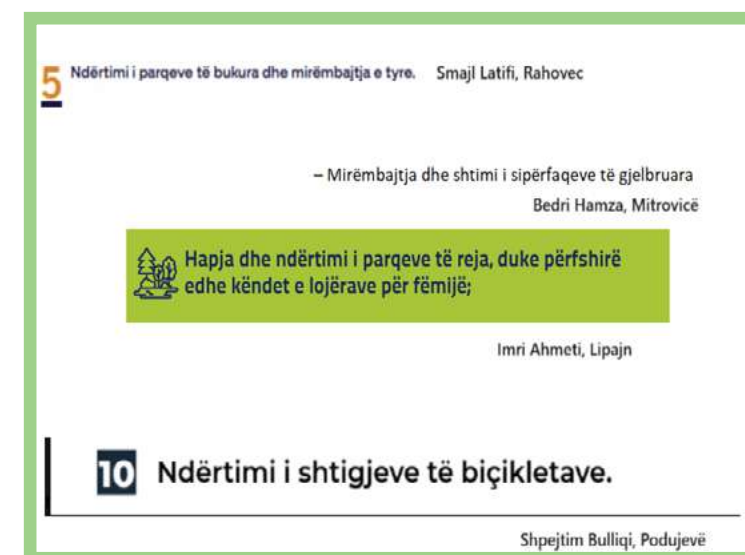 5 Ndërtimi i parqeve të bukura dhe mirëmbajtja e tyre. Smajl Latifi, Rahovec
– Mirëmbajtja dhe shtimi i sipërfaqeve të gjelbruara
Bedri Hamza, Mitrovicë
Hapja dhe ndërtimi i parqeve të reja, duke përfshirë
edhe këndet e lojërave për fëmijë;
Imri Ahmeti, Lipajn
10 Ndërtimi i shtigjeve të biçikletave.
Shpejtim Bulliqi, Podujevë